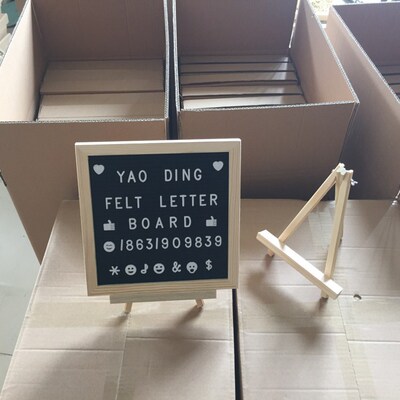 YAO DING
FELT LETTER
BOARD
18631909839
* ♪ & $